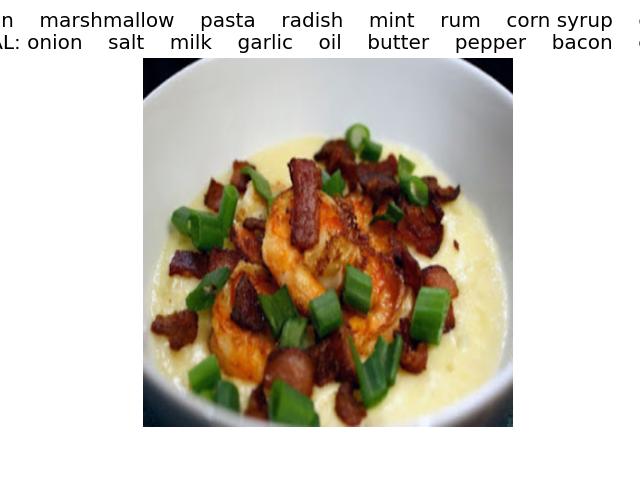 n marshmallow pasta radish mint rum corn syrup
AL: onion salt milk garlic oil butter pepper bacon